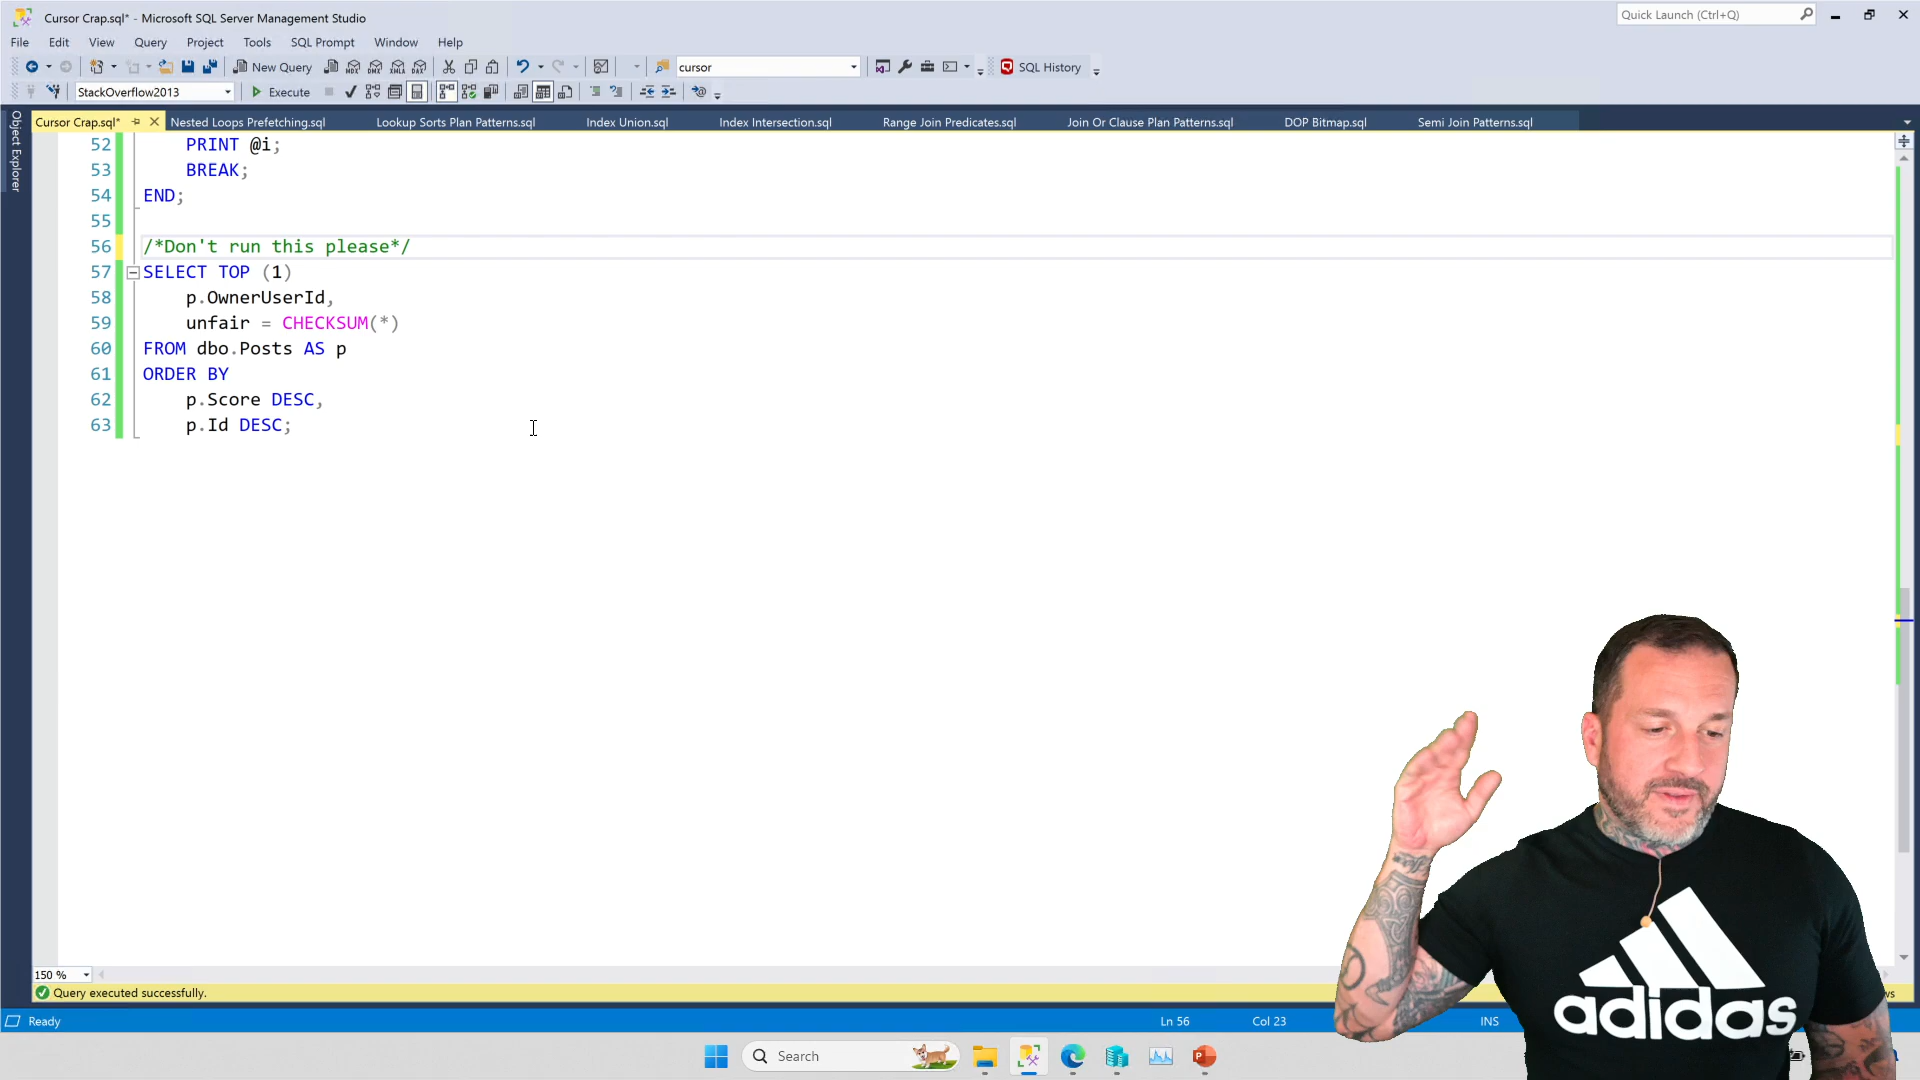 Cursor Crap.sql* - Microsoft SQL Server Management Studio
Quick Launch (Ctrl+Q)
File Edit View Query Project Tools SQL Prompt Window Help
New Query
cursor
SQL History
StackOverflow2013
Execute
Object Explorer
Cursor Crap.sql*
Nested Loops Prefetching.sql
Lookup Sorts Plan Patterns.sql
Index Union.sql
Index Intersection.sql
Range Join Predicates.sql
Join Or Clause Plan Patterns.sql
DOP Bitmap.sql
Semi Join Patterns.sql
52 PRINT @i;
53 BREAK;
54 END;
55
56 /*Don't run this please*/
57 SELECT TOP (1)
58 p.OwnerUserId,
59 unfair = CHECKSUM(*)
60 FROM dbo.Posts AS p
61 ORDER BY
62 p.Score DESC,
63 p.Id DESC;
150 %
Query executed successfully.
Ready
Ln 56
Col 23
INS
Search
adidas